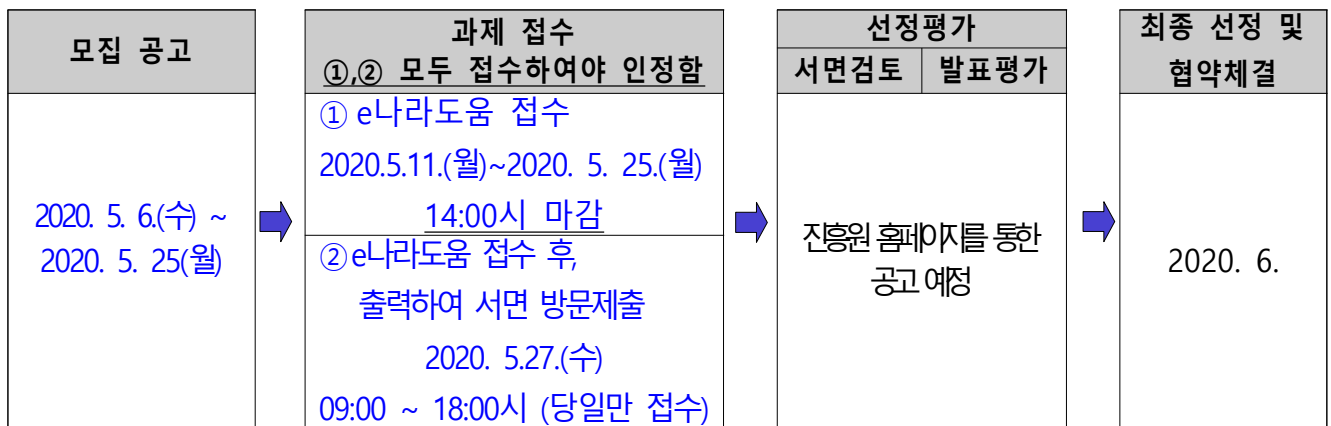 모집 공고
과제 접수
①,② 모두 접수하여야 인정함
선정평가
서면검토 발표평가
최종 선정 및
협약체결
2020. 5. 6.(수) ~
2020. 5. 25(월)
① e나라도움 접수
2020.5.11.(월)~2020. 5. 25.(월)
14:00시 마감
② e나라도움 접수 후,
출력하여 서면 방문제출
2020. 5.27.(수)
09:00 ~ 18:00시 (당일만 접수)
진흥원 홈페이지를 통한
공고 예정
2020. 6.